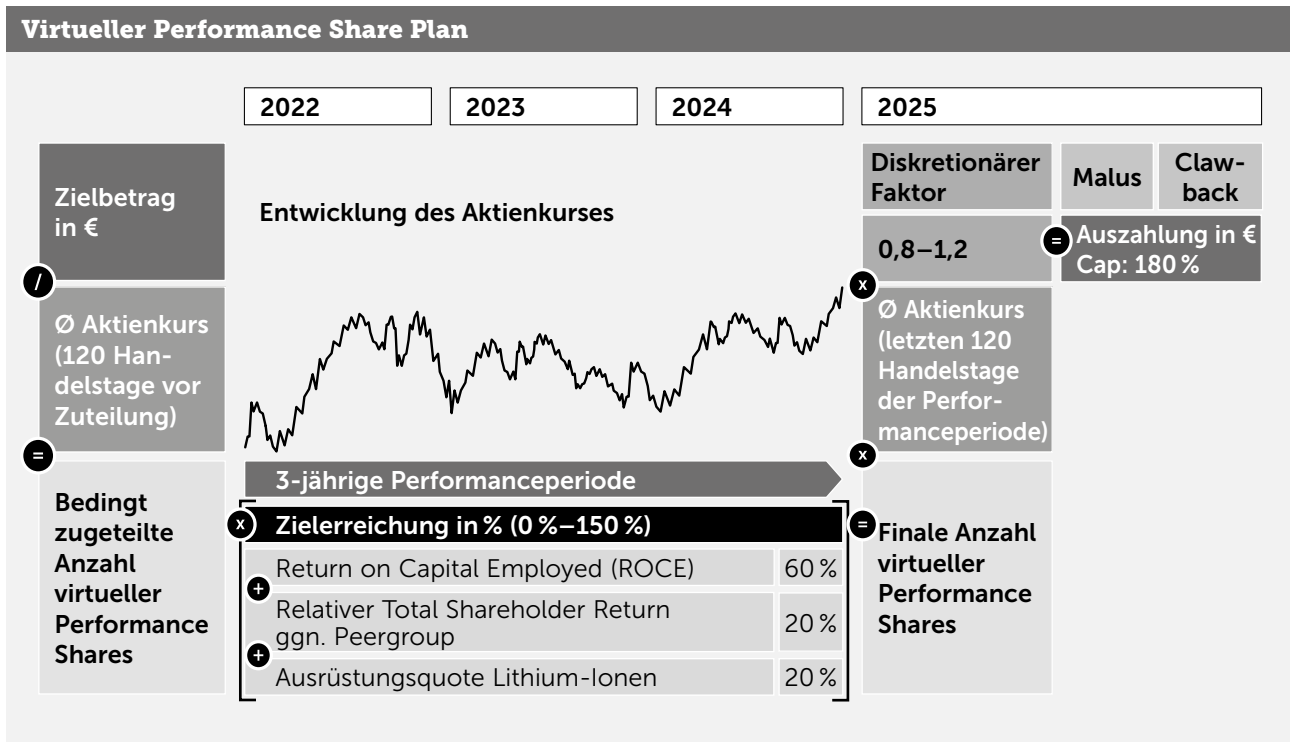 Virtueller Performance Share Plan
2022
2023
2024
2025
Zielbetrag
in €
/
Ø Aktienkurs
(120 Han-
delstage vor
Zuteilung)
=
Bedingt
zugeteilte
Anzahl
virtueller
Performance
Shares
Entwicklung des Aktienkurses
3-jährige Performanceperiode
x
Zielerreichung in % (0 %–150 %)
Return on Capital Employed (ROCE) 60 %
+
Relativer Total Shareholder Return
ggn. Peergroup 20 %
+
Ausrüstungsquote Lithium-Ionen 20 %
Diskretionärer
Faktor
0,8–1,2
x
Ø Aktienkurs
(letzten 120
Handelstage
der Perfor-
manceperiode)
x
=
Finale Anzahl
virtueller
Performance
Shares
Malus
Claw-
back
=
Auszahlung in €
Cap: 180 %